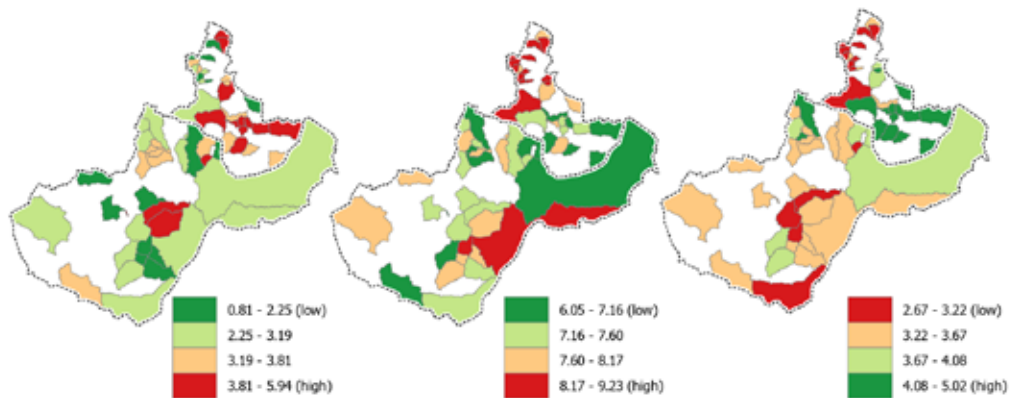 0.81 - 2.25 (low)
2.25 - 3.19
3.19 - 3.81
3.81 - 5.94 (high)
6.05 - 7.16 (low)
7.16 - 7.60
7.60 - 8.17
8.17 - 9.23 (high)
2.67 - 3.22 (low)
3.22 - 3.67
3.67 - 4.08
4.08 - 5.02 (high)